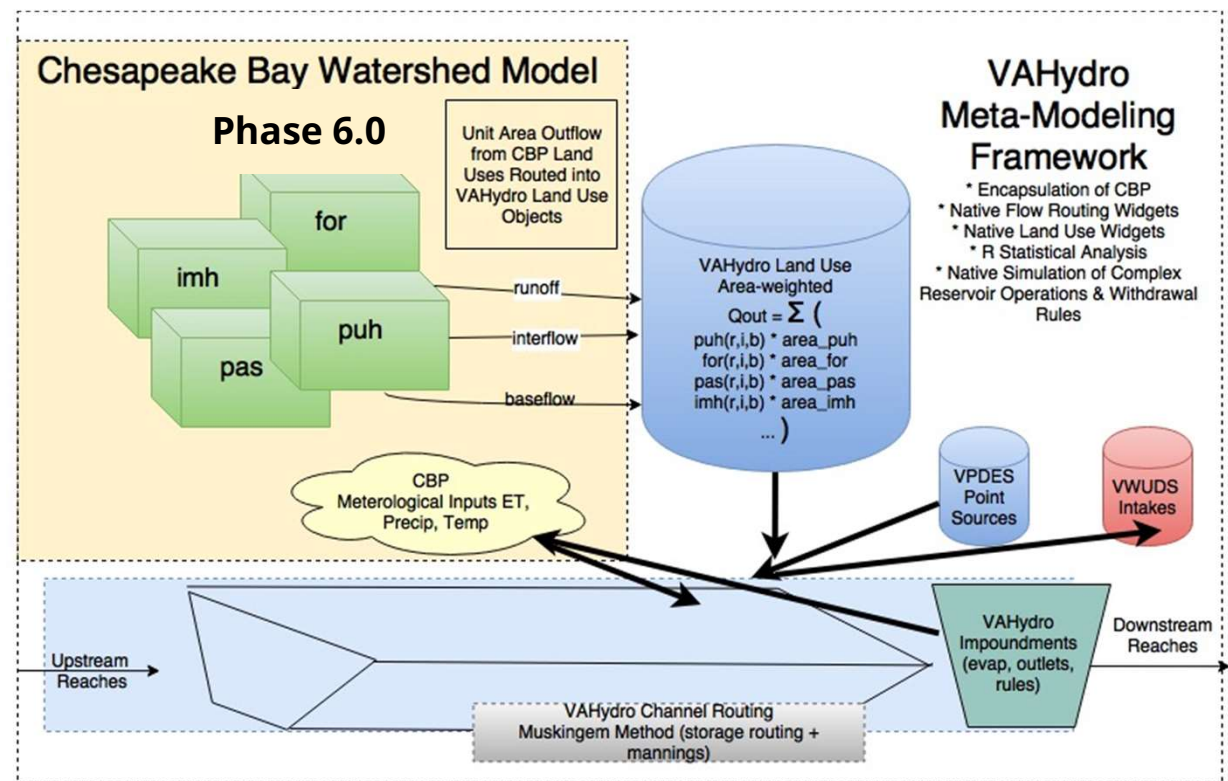 Chesapeake Bay Watershed Model
Phase 6.0
Unit Area Outflow
from CBP Land
Uses Routed into
VAHydro Land Use
Objects
for
imh
puh
pas
runoff
interflow
baseflow
CBP
Meterological Inputs ET,
Precip, Temp
VAHydro Land Use
Area-weighted
Qout = Σ (
puh(r,i,b) * area_puh
for(r,i,b) * area_for
pas(r,i,b) * area_pas
imh(r,i,b) * area_imh
... )
VAHydro
Meta-Modeling
Framework
* Encapsulation of CBP
* Native Flow Routing Widgets
* Native Land Use Widgets
* R Statistical Analysis
* Native Simulation of Complex
Reservoir Operations & Withdrawal
Rules
VPDES
Point
Sources
VWUDS
Intakes
Upstream
Reaches
VAHydro Channel Routing
Muskingem Method (storage routing +
mannings)
VAHydro
Impoundments
(evap, outlets,
rules)
Downstream
Reaches